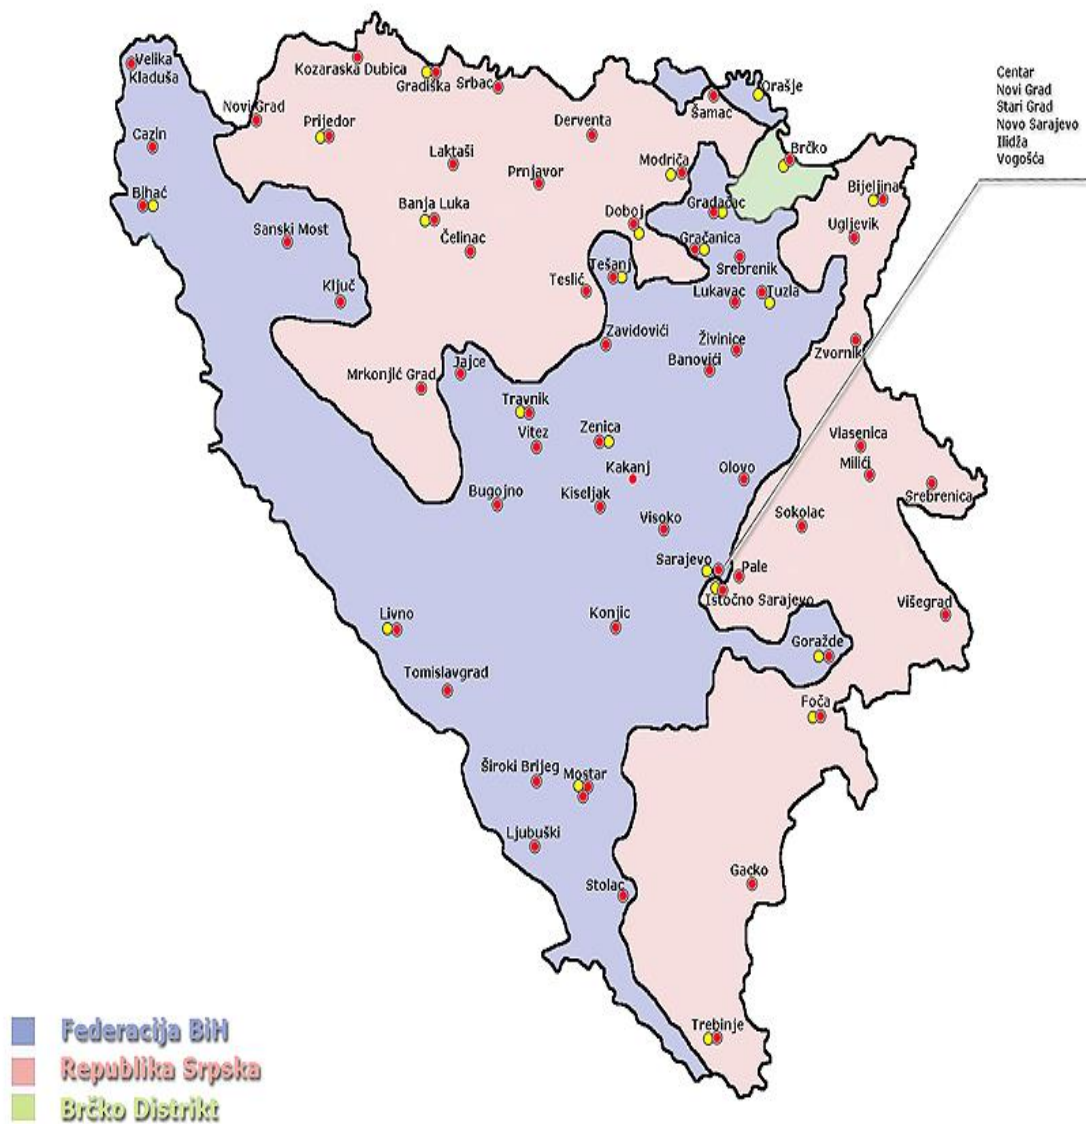 Velika
Kladuša
Kozaraska Dubica
Gradiška
Srbac
Orašje
Šamac
Novi Grad
Prijedor
Derventa
Cazin
Laktaši
Prnjavor
Modriča
Brčko
Bihać
Banja Luka
Čelinac
Doboj
Gradačac
Bijeljina
Ugljevik
Sanski Most
Gračanica
Srebrenik
Ključ
Teslić
Tešanj
Lukavac
Tuzla
Zavidovići
Živinice
Banovići
Zvornik
Mrkonjić Grad
Jajce
Travnik
Vitez
Zenica
Kakanj
Olovo
Vlasenica
Milići
Srebrenica
Bugojno
Kiseljak
Visoko
Sokolac
Sarajevo
Pale
Istočno Sarajevo
Višegrad
Livno
Konjic
Goražde
Tomislavgrad
Foča
Široki Brijeg
Mostar
Ljubuški
Stolac
Gacko
Trebinje
Centar
Novi Grad
Stari Grad
Novo Sarajevo
Ilidža
Vogošća
Federacija BiH
Republika Srpska
Brčko Distrikt